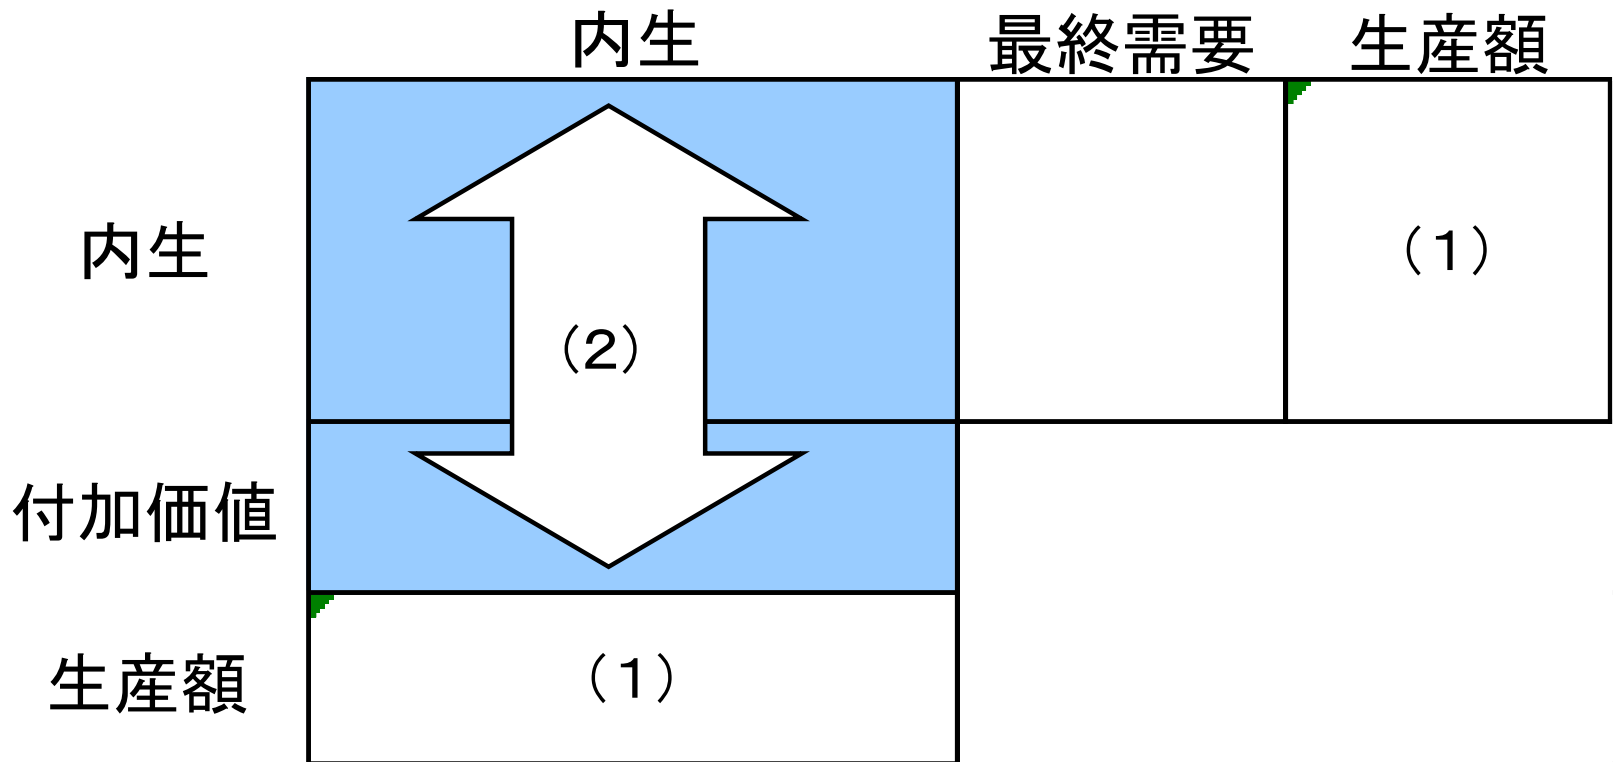 内生 最終需要 生産額
内生
（1）
（2）
付加価値
生産額
（1）